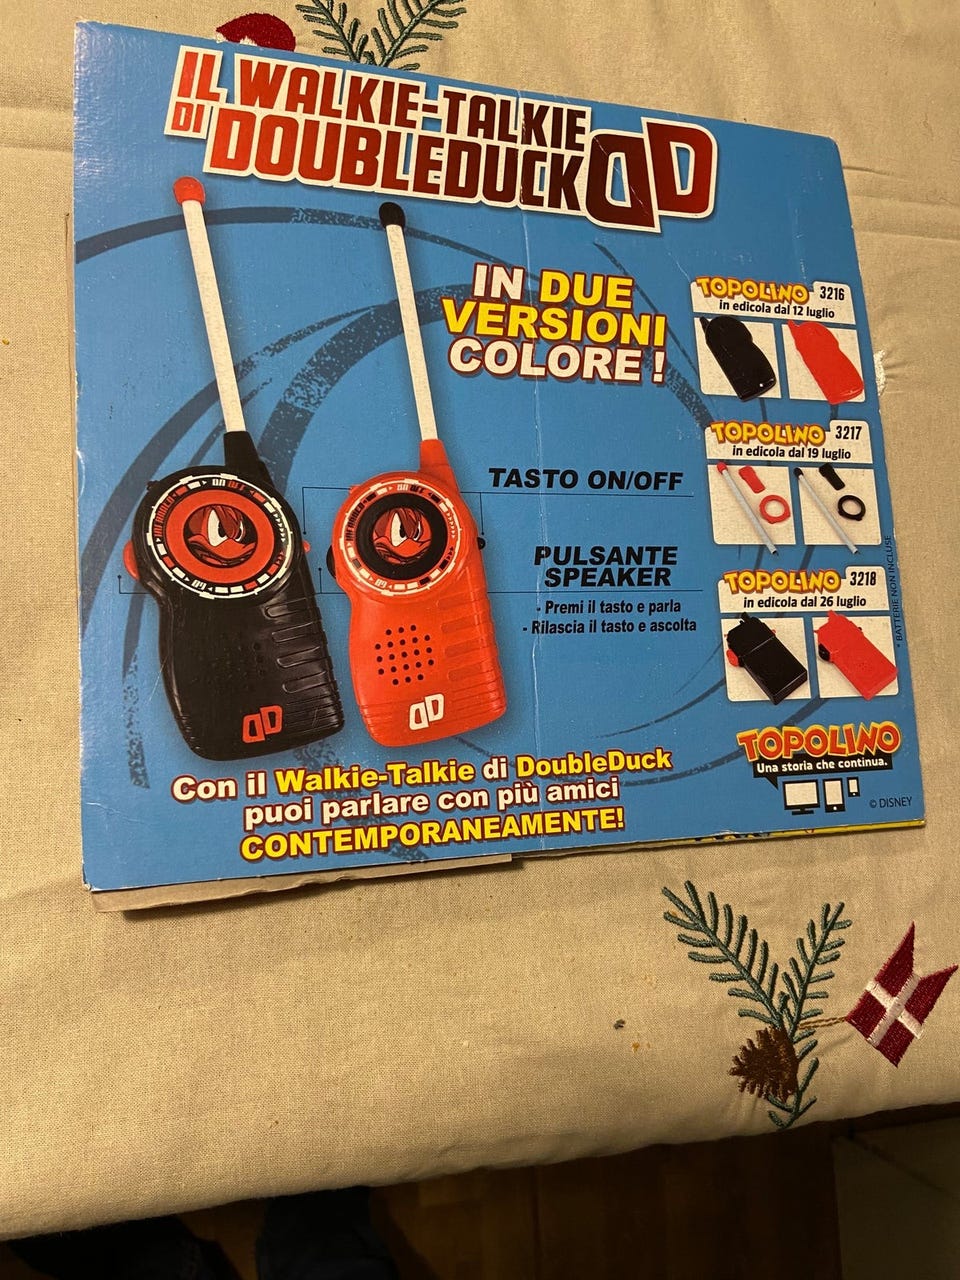 IL WALKIE-TALKIE
DI DOUBLEDUCK
IN DUE
VERSIONI
COLORE !
TOPOLINO 3216
in edicola dal 12 luglio
TOPOLINO 3217
in edicola dal 19 luglio
TASTO ON/OFF
PULSANTE
SPEAKER
- Premi il tasto e parla
- Rilascia il tasto e ascolta
TOPOLINO 3218
in edicola dal 26 luglio
* BATTERIE NON INCLUSE
Con il Walkie-Talkie di DoubleDuck
puoi parlare con più amici
CONTEMPORANEAMENTE!
TOPOLINO
Una storia che continua.
© DISNEY